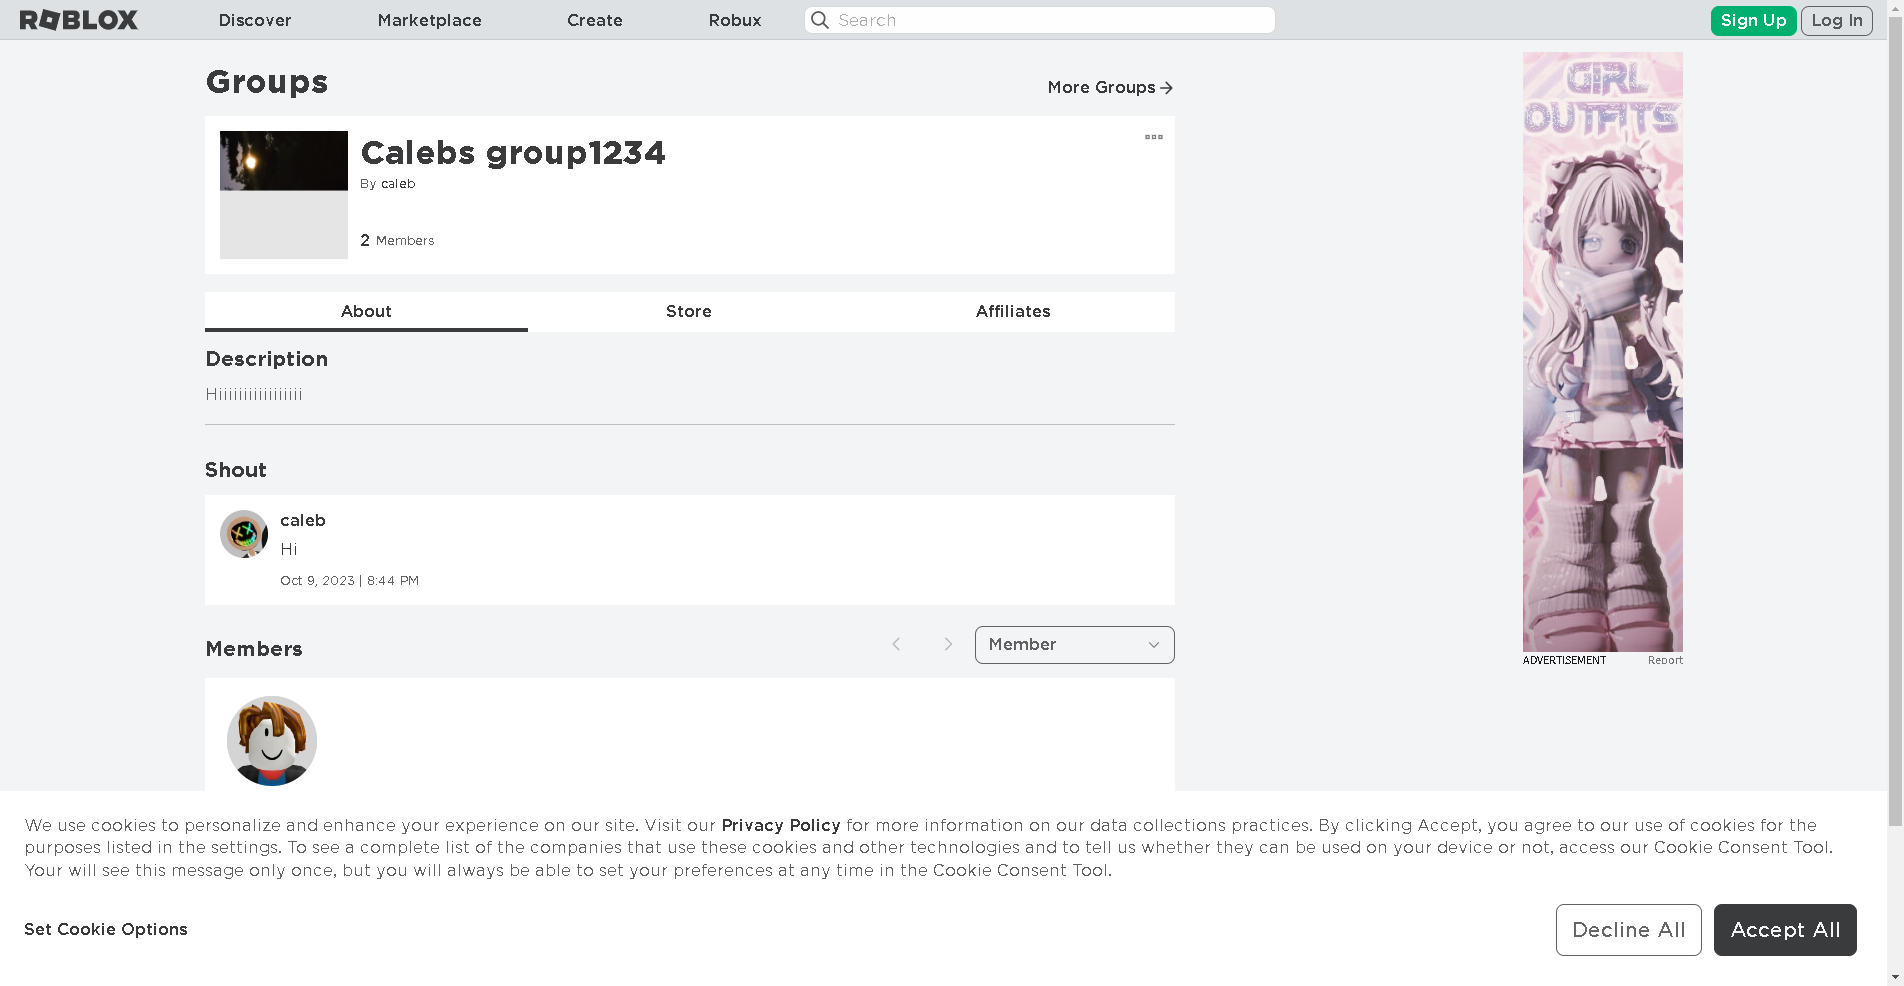 ROBLOX
Discover
Marketplace
Create
Robux
Search
Sign Up
Log In
Groups
More Groups
Calebs group1234
By caleb
2 Members
About
Store
Affiliates
Description
Hiiiiiiiiiiiiiiiii
Shout
caleb
Hi
Oct 9, 2023 | 8:44 PM
Members
Member
GIRL
OUTFITS
ADVERTISEMENT
Report
We use cookies to personalize and enhance your experience on our site. Visit our Privacy Policy for more information on our data collections practices. By clicking Accept, you agree to our use of cookies for the
purposes listed in the settings. To see a complete list of the companies that use these cookies and other technologies and to tell us whether they can be used on your device or not, access our Cookie Consent Tool.
Your will see this message only once, but you will always be able to set your preferences at any time in the Cookie Consent Tool.
Set Cookie Options
Decline All
Accept All